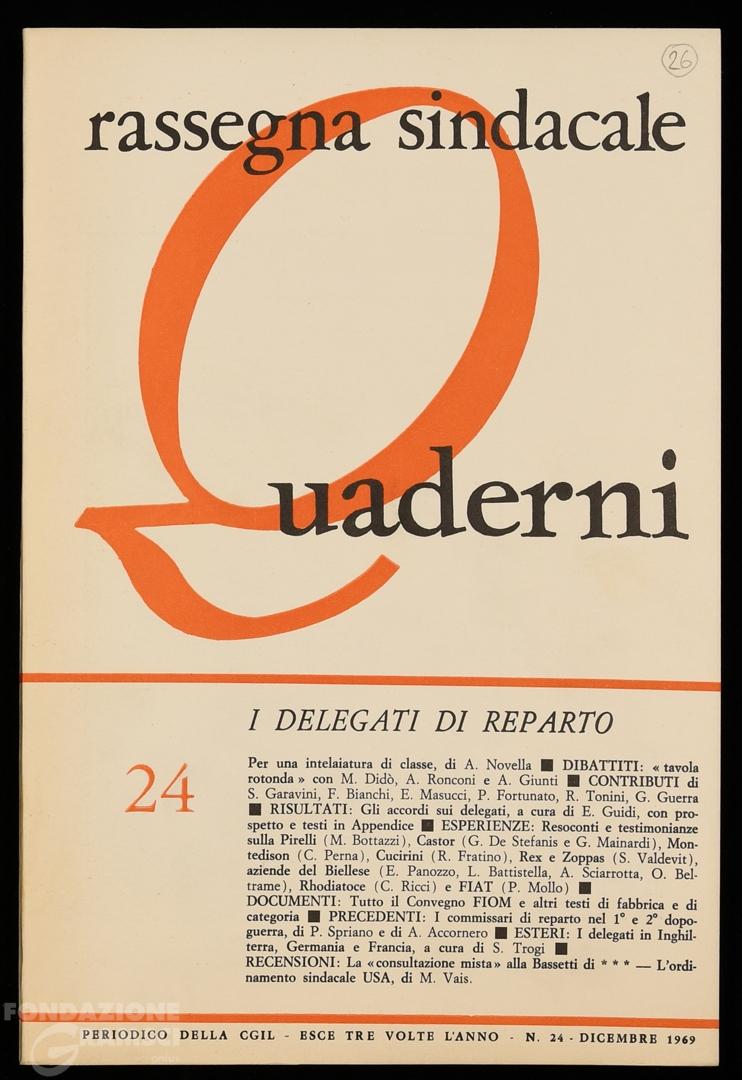 26
rassegna sindacale
Quaderni
I DELEGATI DI REPARTO
24
Per una intelaiatura di classe, di A. Novella ■ DIBATTITI: « tavola
rotonda » con M. Didò, A. Ronconi e A. Giunti ■ CONTRIBUTI di
S. Garavini, F. Bianchi, E. Masucci, P. Fortunato, R. Tonini, G. Guerra
■ RISULTATI: Gli accordi sui delegati, a cura di E. Guidi, con pro-
spetto e testi in Appendice ■ ESPERIENZE: Resoconti e testimonianze
sulla Pirelli (M. Bottazzi), Castor (G. De Stefanis e G. Mainardi), Mon-
tedison (C. Perna), Cucirini (R. Fratino), Rex e Zoppas (S. Valdevit),
aziende del Biellese (E. Panozzo, L. Battistella, A. Sciarrotta, O. Bel-
trame), Rhodiatoce (C. Ricci) e FIAT (P. Mollo) ■
DOCUMENTI: Tutto il Convegno FIOM e altri testi di fabbrica e di
categoria ■ PRECEDENTI: I commissari di reparto nel 1° e 2° dopo-
guerra, di P. Spriano e di A. Accornero ■ ESTERI: I delegati in Inghil-
terra, Germania e Francia, a cura di S. Trogi ■
RECENSIONI: La «consultazione mista» alla Bassetti di * * * — L'ordi-
namento sindacale USA, di M. Vais.
FONDAZIONE
GRAMSCI
onlus
PERIODICO DELLA CGIL - ESCE TRE VOLTE L'ANNO - N. 24 - DICEMBRE 1969